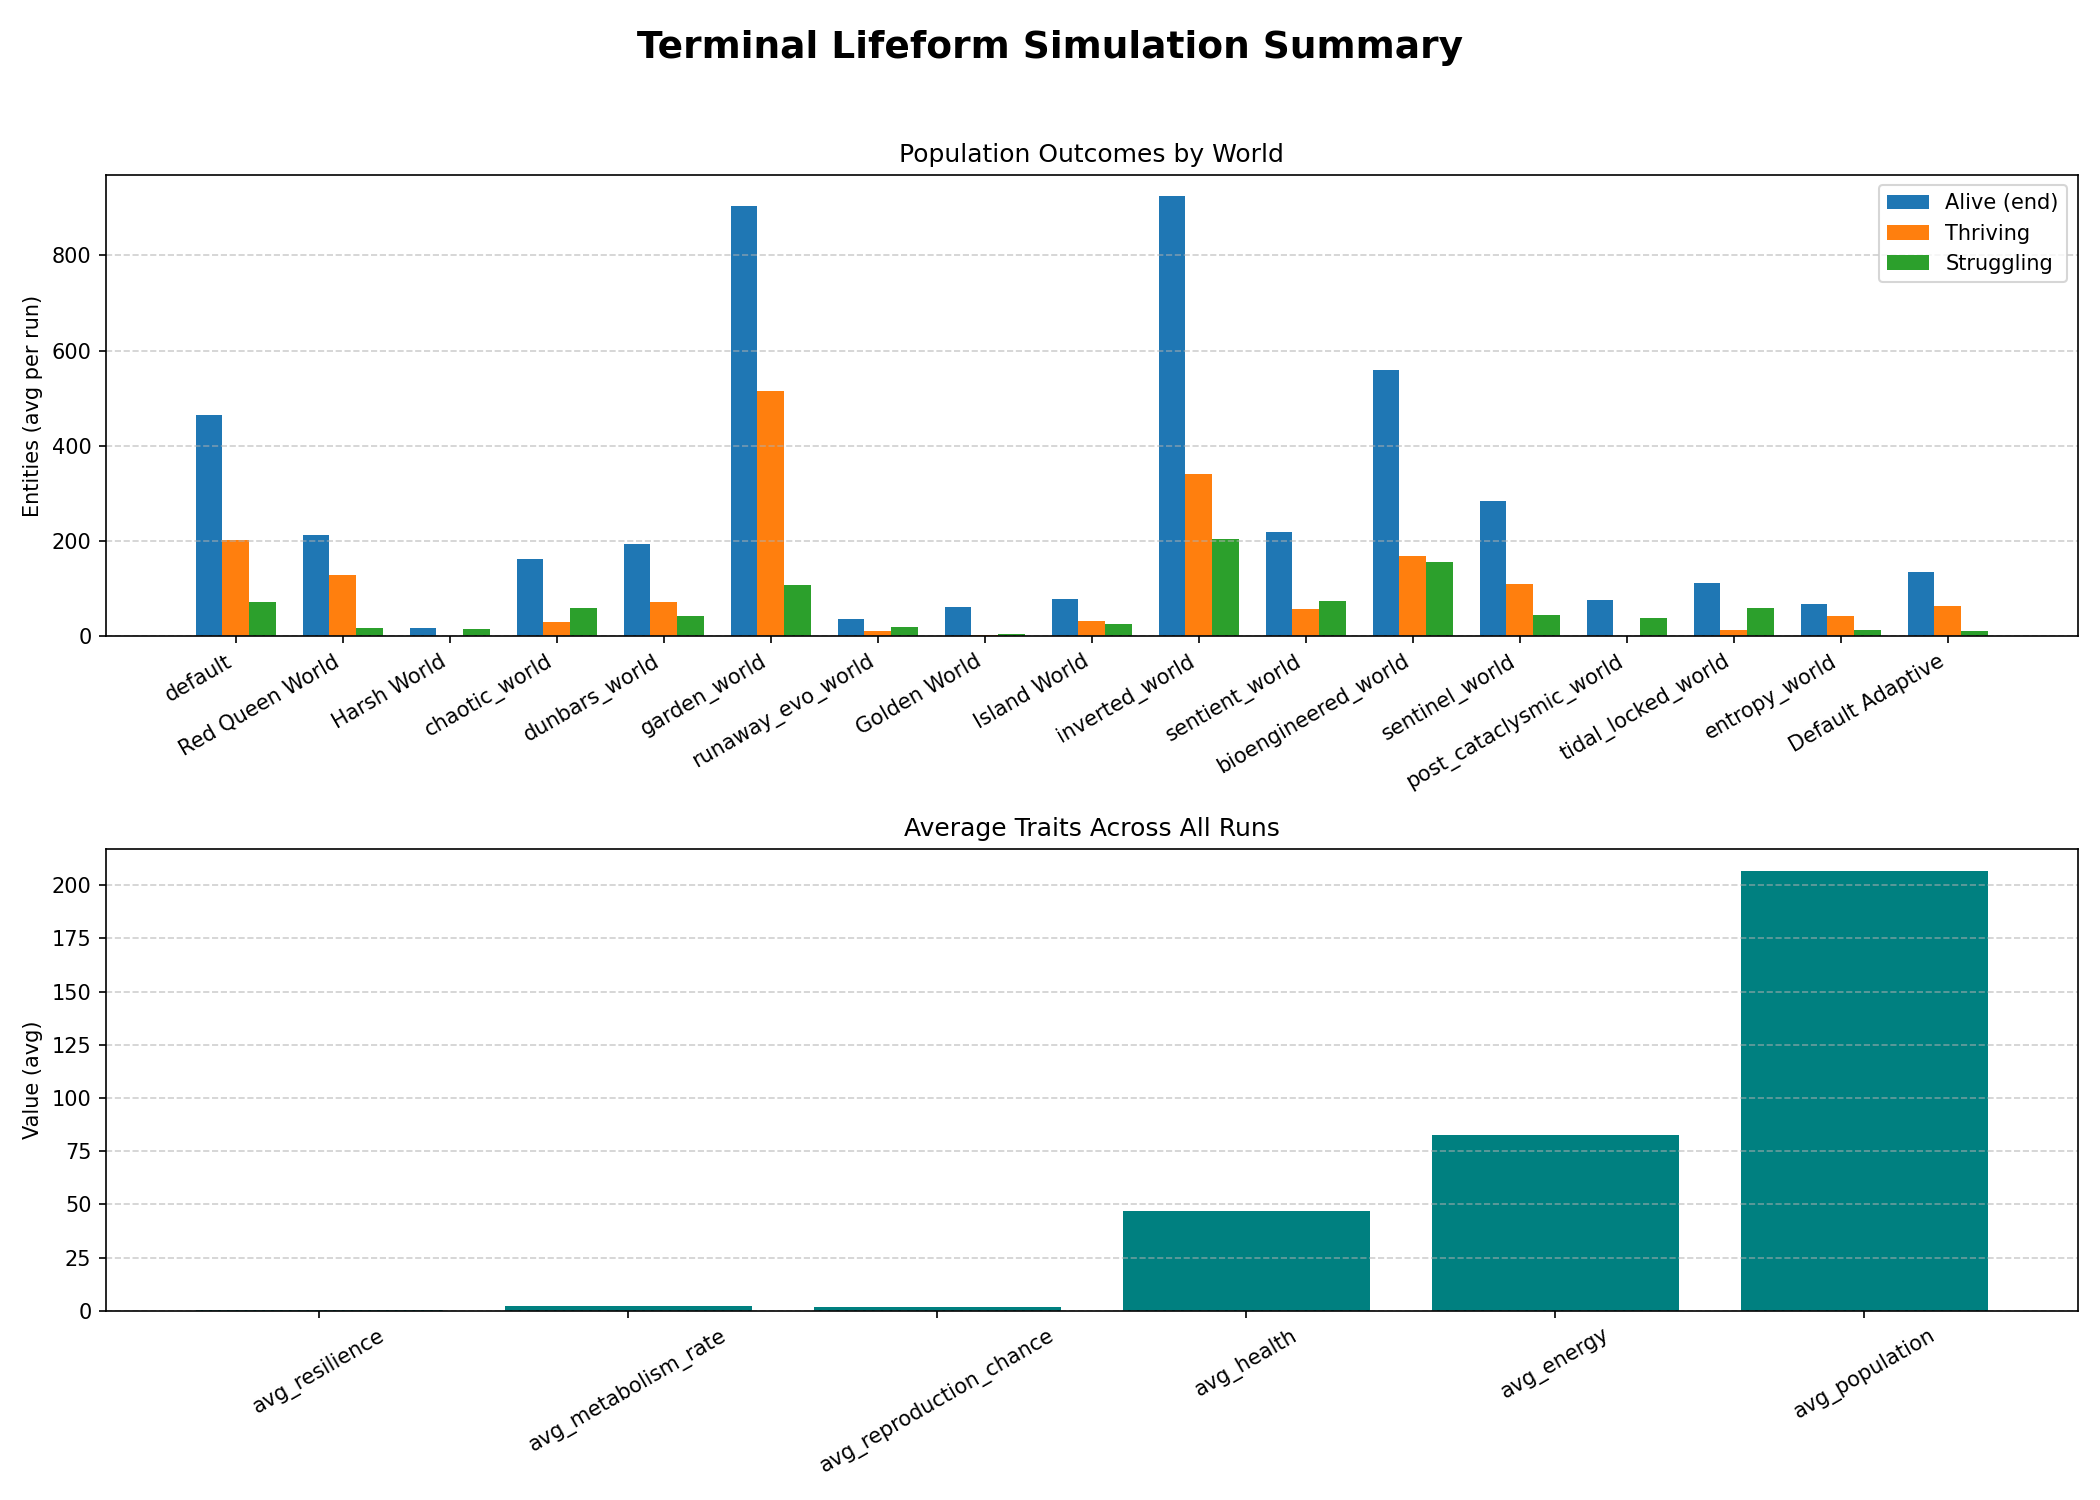 Terminal Lifeform Simulation Summary
Population Outcomes by World
Entities (avg per run)
800
600
400
200
0
Alive (end)
Thriving
Struggling
default
Red Queen World
Harsh World
chaotic_world
dunbars_world
garden_world
runaway_evo_world
Golden World
Island World
inverted_world
sentient_world
bioengineered_world
sentinel_world
post_cataclysmic_world
tidal_locked_world
entropy_world
Default Adaptive
Average Traits Across All Runs
Value (avg)
200
175
150
125
100
75
50
25
0
avg_resilience
avg_metabolism_rate
avg_reproduction_chance
avg_health
avg_energy
avg_population